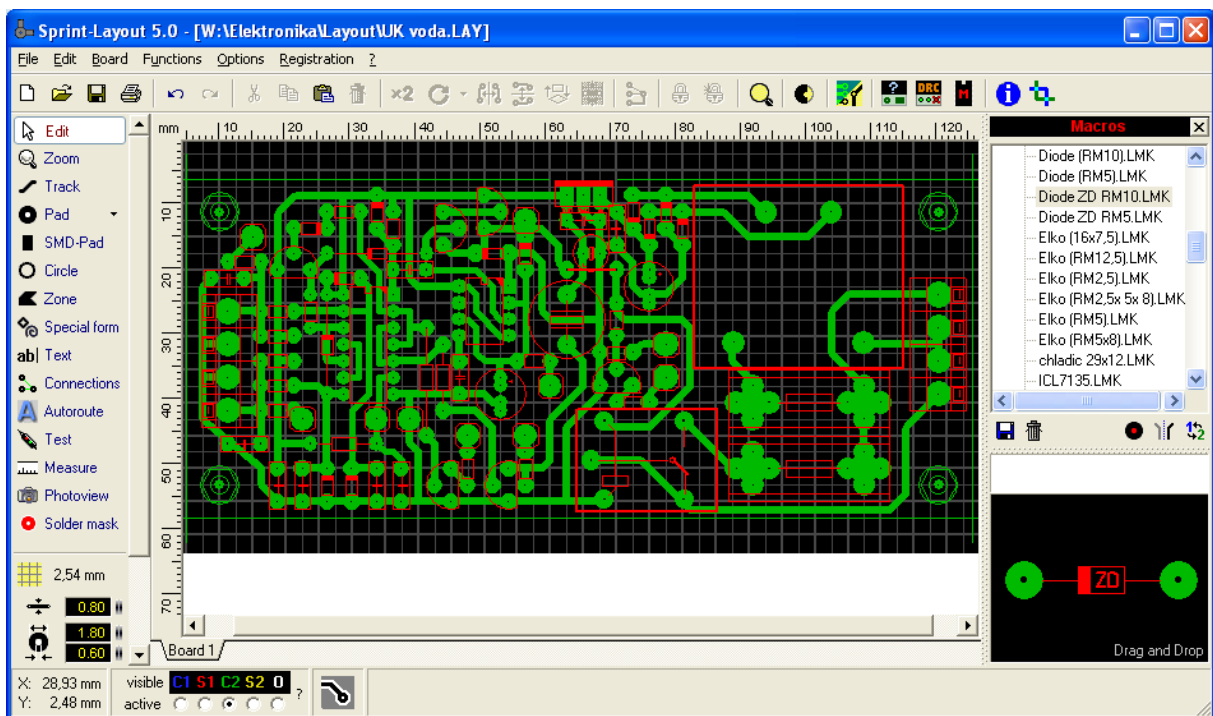 Sprint-Layout 5.0 - [W:\Elektronika\Layout\UK voda.LAY]
File Edit Board Functions Options Registration ?
×2 ? DRC M
Edit
Zoom
Track
Pad
SMD-Pad
Circle
Zone
Special form
ab| Text
Connections
Autoroute
Test
Measure
Photoview
Solder mask
2,54 mm
0.80
1.80
0.60
mm 10 20 30 40 50 60 70 80 90 100 110 120
10
20
30
40
50
60
70
Board 1
Macros
Diode (RM10).LMK
Diode (RM5).LMK
Diode ZD RM10.LMK
Diode ZD RM5.LMK
Elko (16x7,5).LMK
Elko (RM12,5).LMK
Elko (RM2,5).LMK
Elko (RM2,5x 5x 8).LMK
Elko (RM5).LMK
Elko (RM5x8).LMK
chladic 29x12.LMK
ICL7135.LMK
ZD
Drag and Drop
X: 28,93 mm
Y: 2,48 mm
visible C1 S1 C2 S2 O ?
active